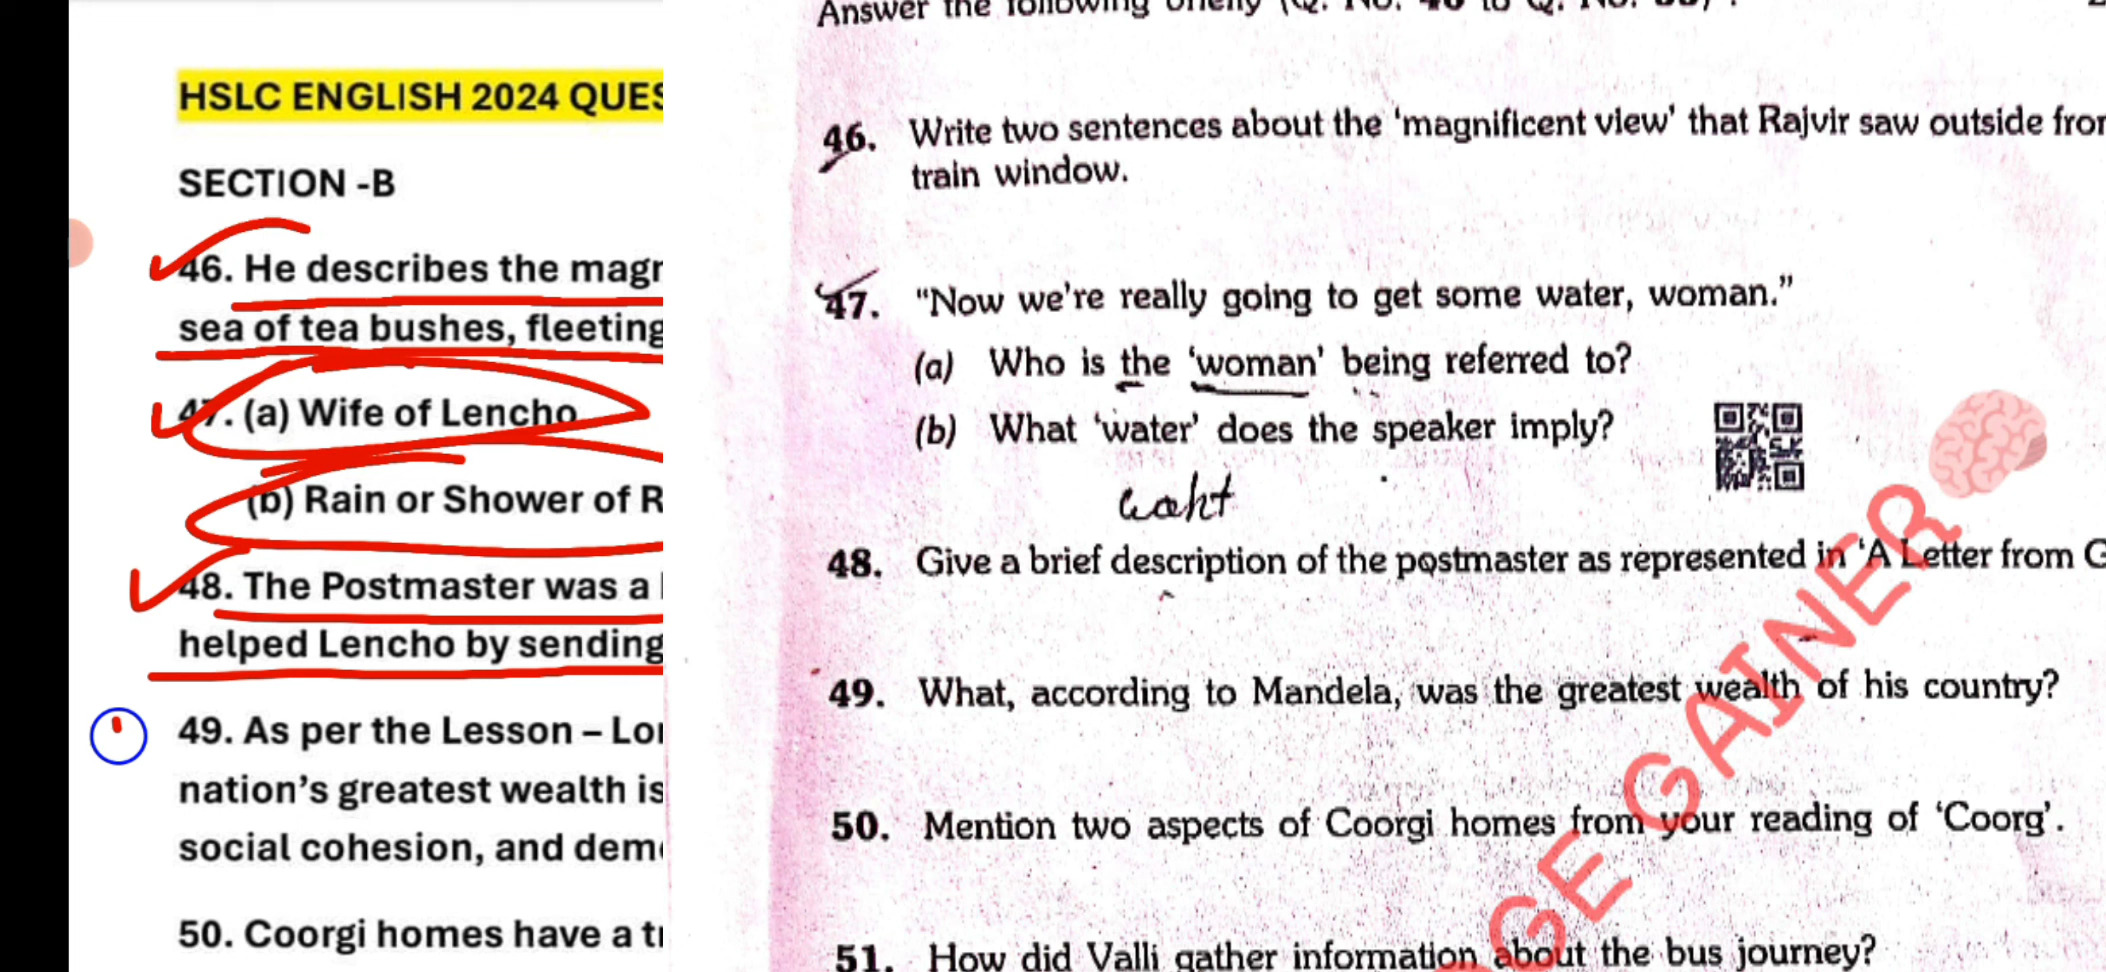 HSLC ENGLISH 2024 QUES
SECTION -B
46. He describes the magr
sea of tea bushes, fleeting
47. (a) Wife of Lencho
(b) Rain or Shower of R
48. The Postmaster was a
helped Lencho by sending
49. As per the Lesson – Lo
nation's greatest wealth is
social cohesion, and dem
50. Coorgi homes have a t
Answer the following briefly (Q. No. 46 to Q. No.
46. Write two sentences about the 'magnificent view' that Rajvir saw outside from
train window.
47. "Now we're really going to get some water, woman."
(a) Who is the 'woman' being referred to?
(b) What 'water' does the speaker imply?
48. Give a brief description of the postmaster as represented in 'A Letter from G
49. What, according to Mandela, was the greatest wealth of his country?
50. Mention two aspects of Coorgi homes from your reading of 'Coorg'.
51. How did Valli gather information about the bus journey?
GE GAINER